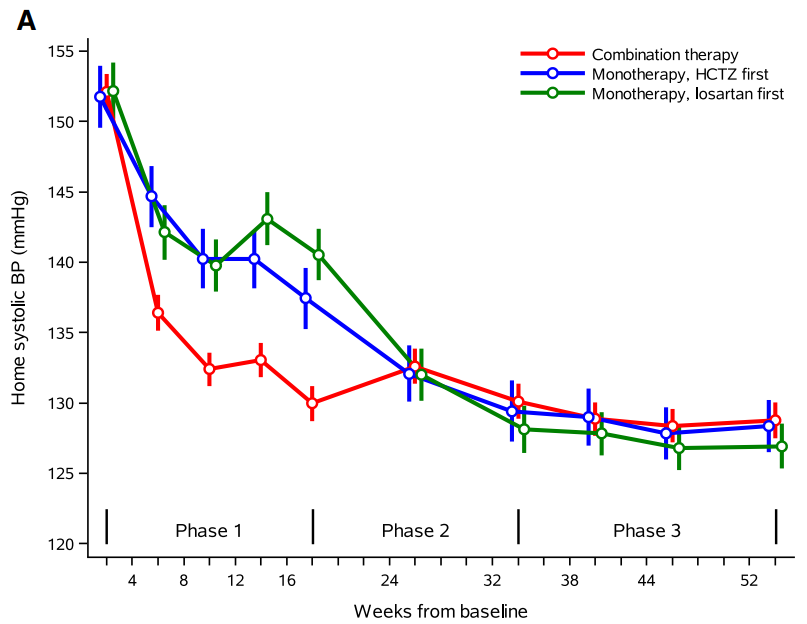 A
155
150
145
140
135
130
125
120
Home systolic BP (mmHg)
Combination therapy
Monotherapy, HCTZ first
Monotherapy, losartan first
Phase 1 Phase 2 Phase 3
4 8 12 16 24 32 38 44 52
Weeks from baseline